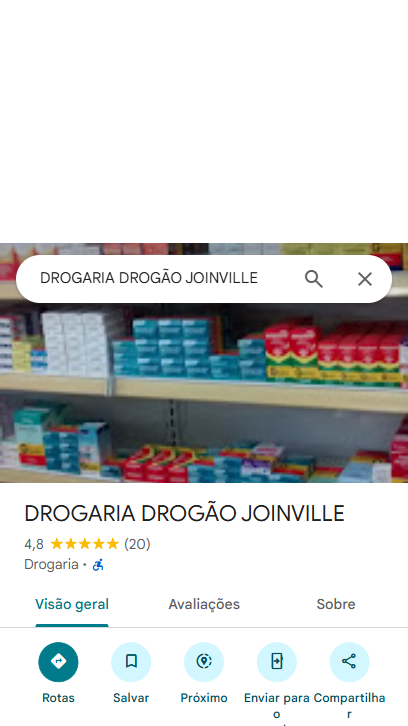 DROGARIA DROGÃO JOINVILLE
DROGARIA DROGÃO JOINVILLE
4,8 (20)
Drogaria ·
Visão geral Avaliações Sobre
Rotas Salvar Próximo Enviar para o Compartilhar